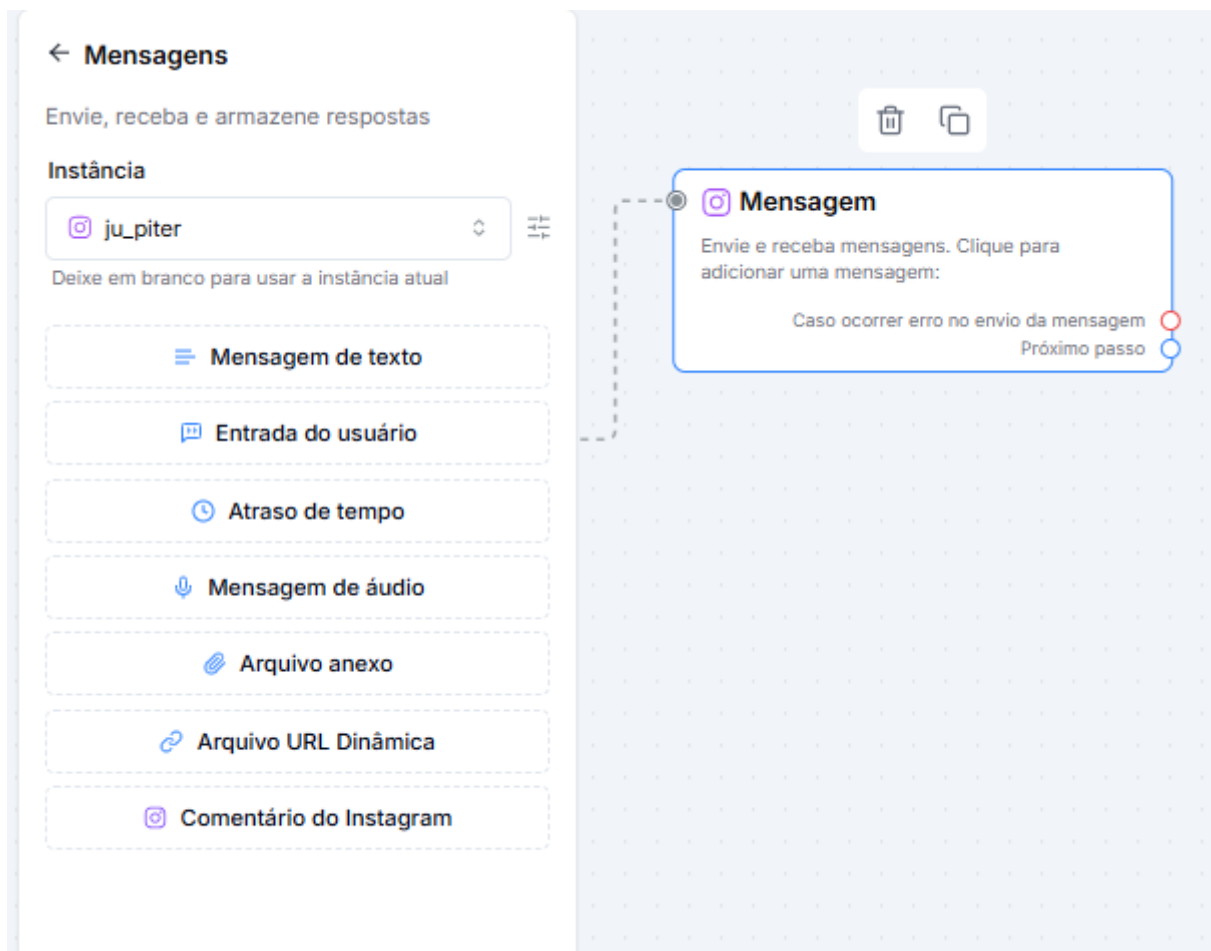 Mensagens
Envie, receba e armazene respostas
Instância
ju_piter
Deixe em branco para usar a instância atual
Mensagem de texto
Entrada do usuário
Atraso de tempo
Mensagem de áudio
Arquivo anexo
Arquivo URL Dinâmica
Comentário do Instagram
Mensagem
Envie e receba mensagens. Clique para
adicionar uma mensagem:
Caso ocorrer erro no envio da mensagem
Próximo passo